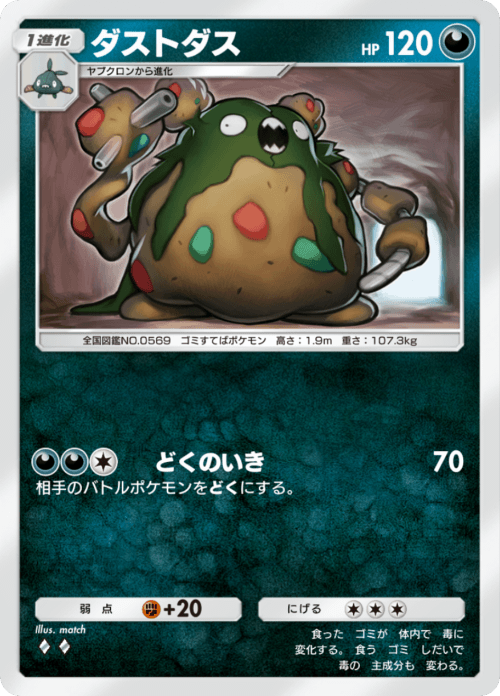 1進化
ダストダス
HP 120
ヤブクロンから進化
全国図鑑NO.0569 ゴミすてばポケモン 高さ：1.9m 重さ：107.3kg
どくのいき 70
相手のバトルポケモンをどくにする。
弱点 +20
にげる
Illus. match
食った ゴミが 体内で 毒に
変化する。食う ゴミ しだいで
毒の 主成分も 変わる。